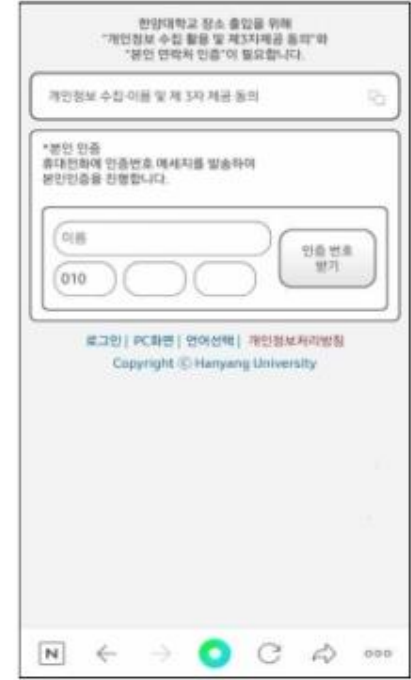 한양대학교 장소 출입을 위해
"개인정보 수집 활용 및 제3자제공 동의"와
"본인 연락처 인증"이 필요합니다.
개인정보 수집·이용 및 제 3자 제공 동의
*본인 인증
휴대전화에 인증번호 메세지를 발송하여
본인인증을 진행합니다.
이름
인증 번호
받기
010
로그인 | PC화면 | 언어선택 | 개인정보처리방침
Copyright ⓒ Hanyang University
N